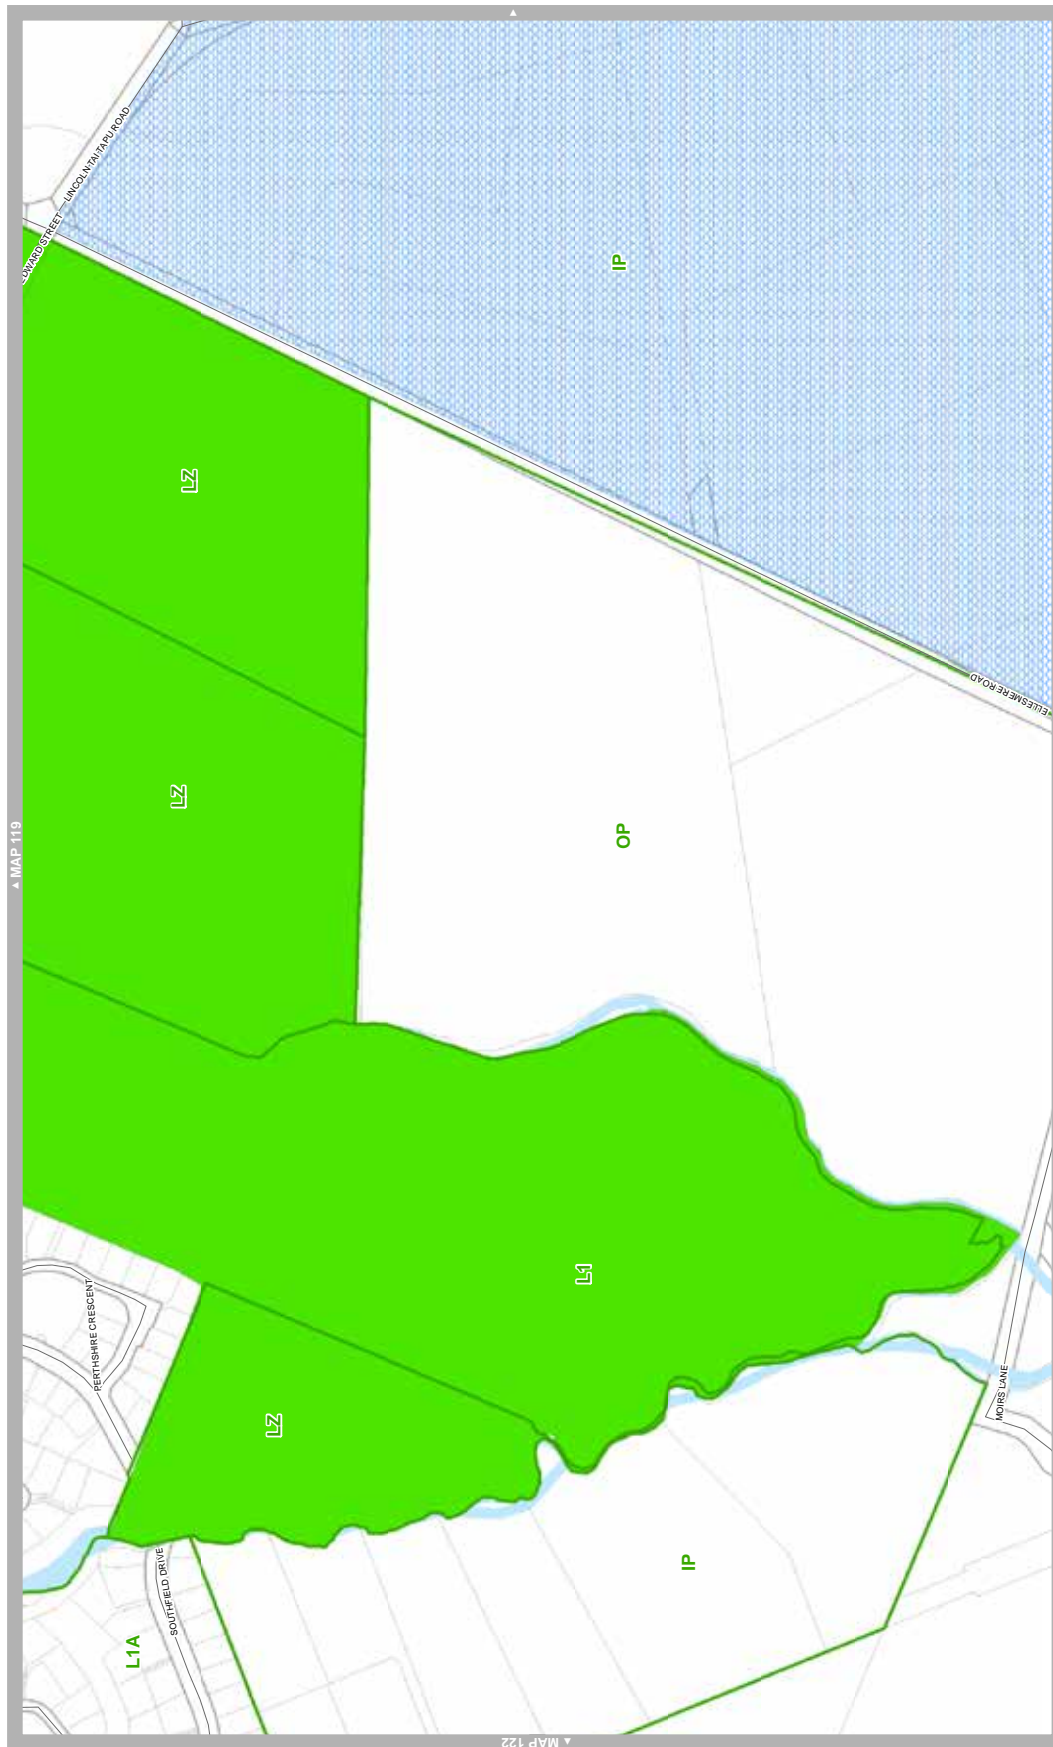 LINCOLN-TAI TAPU ROAD
EDWARD STREET
IP
LZ
ELLESMERE ROAD
LZ
OP
MAP 119
L1
PERTHSHIRE CRESCENT
MOIRS LANE
LZ
IP
SOUTHFIELD DRIVE
L1A
MAP 122